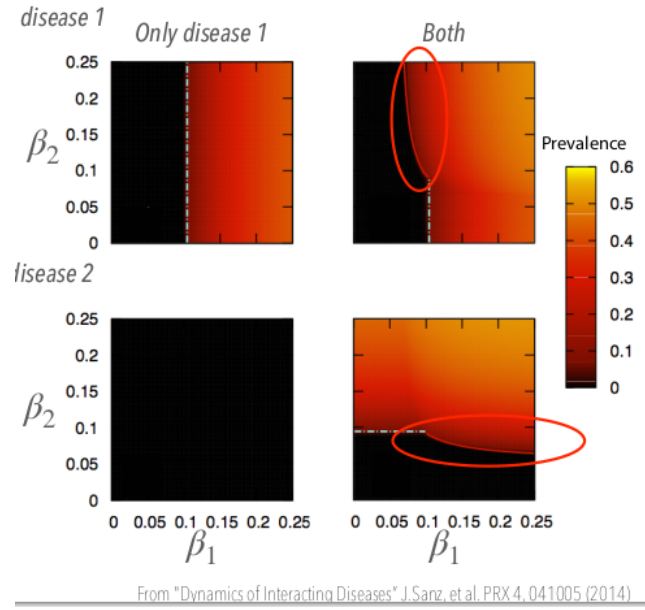 disease 1
Only disease 1
Both
0.25
0.2
0.15
0.1
0.05
0
β2
Prevalence
0.6
0.5
0.4
0.3
0.2
0.1
0
disease 2
0.25
0.2
0.15
0.1
0.05
0
β2
0 0.05 0.1 0.15 0.2 0.25
0 0.05 0.1 0.15 0.2 0.25
β1
β1
From "Dynamics of Interacting Diseases" J.Sanz, et al. PRX 4, 041005 (2014)